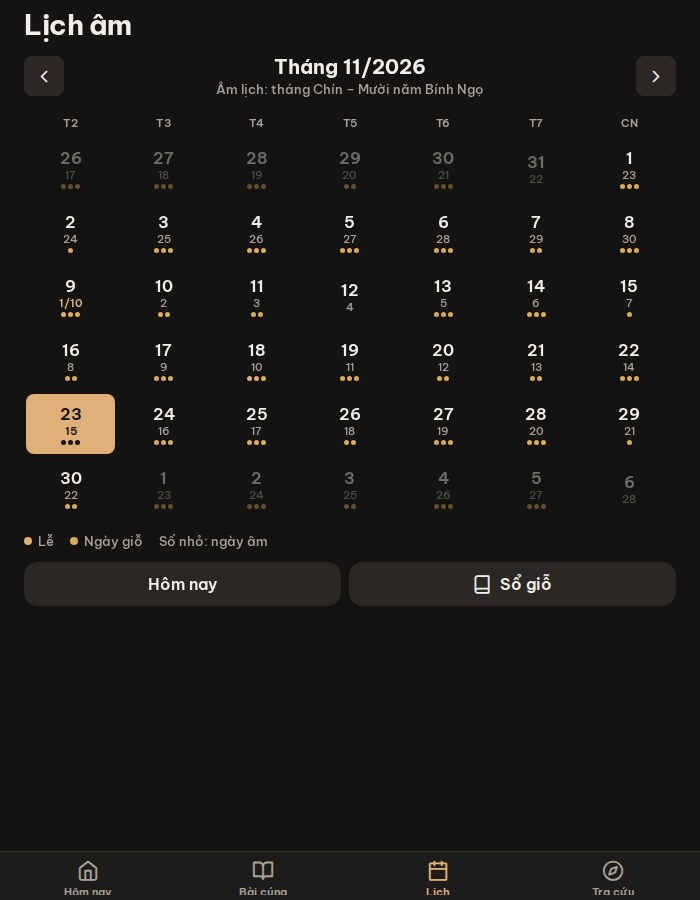 Lịch âm
Tháng 11/2026
Âm lịch: tháng Chín – Mười năm Bính Ngọ
T2 T3 T4 T5 T6 T7 CN
26 27 28 29 30 31 1
17 18 19 20 21 22 23
2 3 4 5 6 7 8
24 25 26 27 28 29 30
9 10 11 12 13 14 15
1/10 2 3 4 5 6 7
16 17 18 19 20 21 22
8 9 10 11 12 13 14
23 24 25 26 27 28 29
15 16 17 18 19 20 21
30 1 2 3 4 5 6
22 23 24 25 26 27 28
Lễ Ngày giỗ Số nhỏ: ngày âm
Hôm nay Sổ giỗ
Hôm nay Bài cúng Lịch Tra cứu